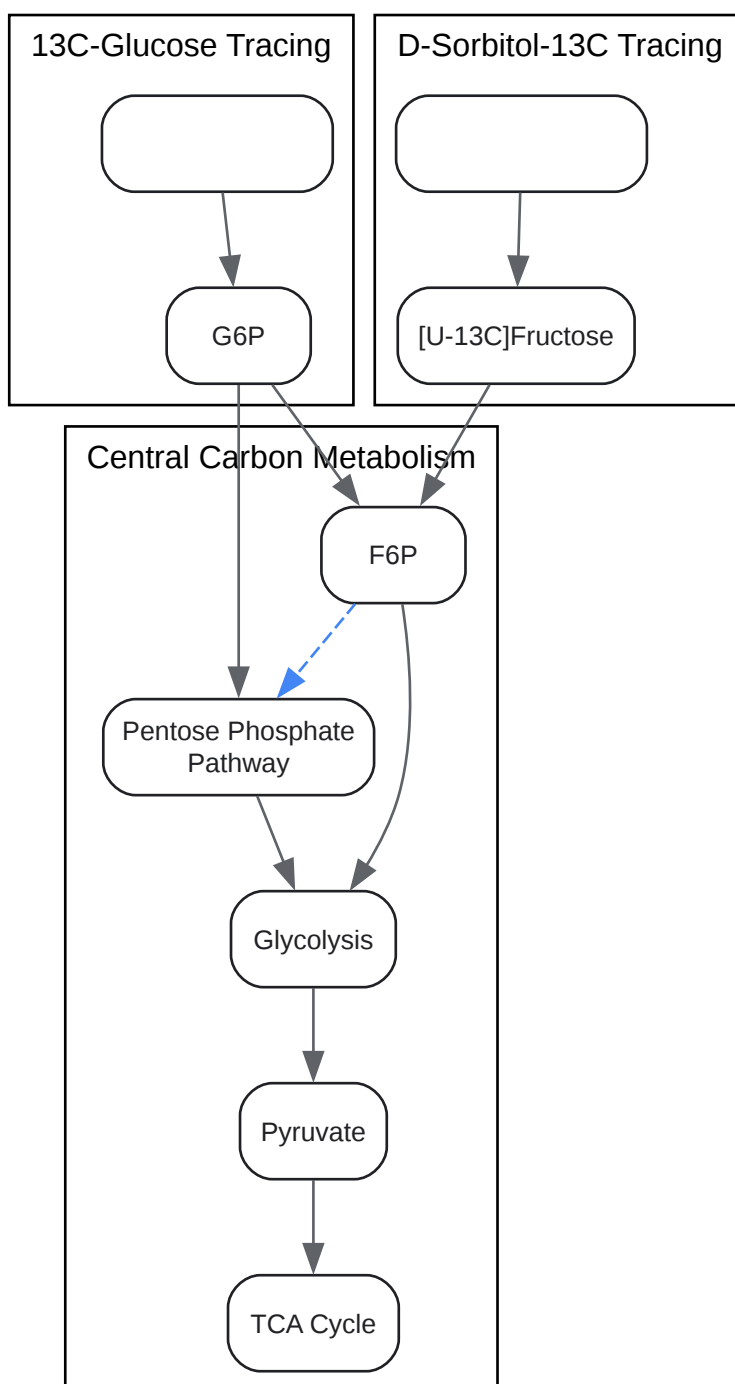 13C-Glucose Tracing
D-Sorbitol-13C Tracing
G6P
[U-13C]Fructose
Central Carbon Metabolism
F6P
Pentose Phosphate
Pathway
Glycolysis
Pyruvate
TCA Cycle